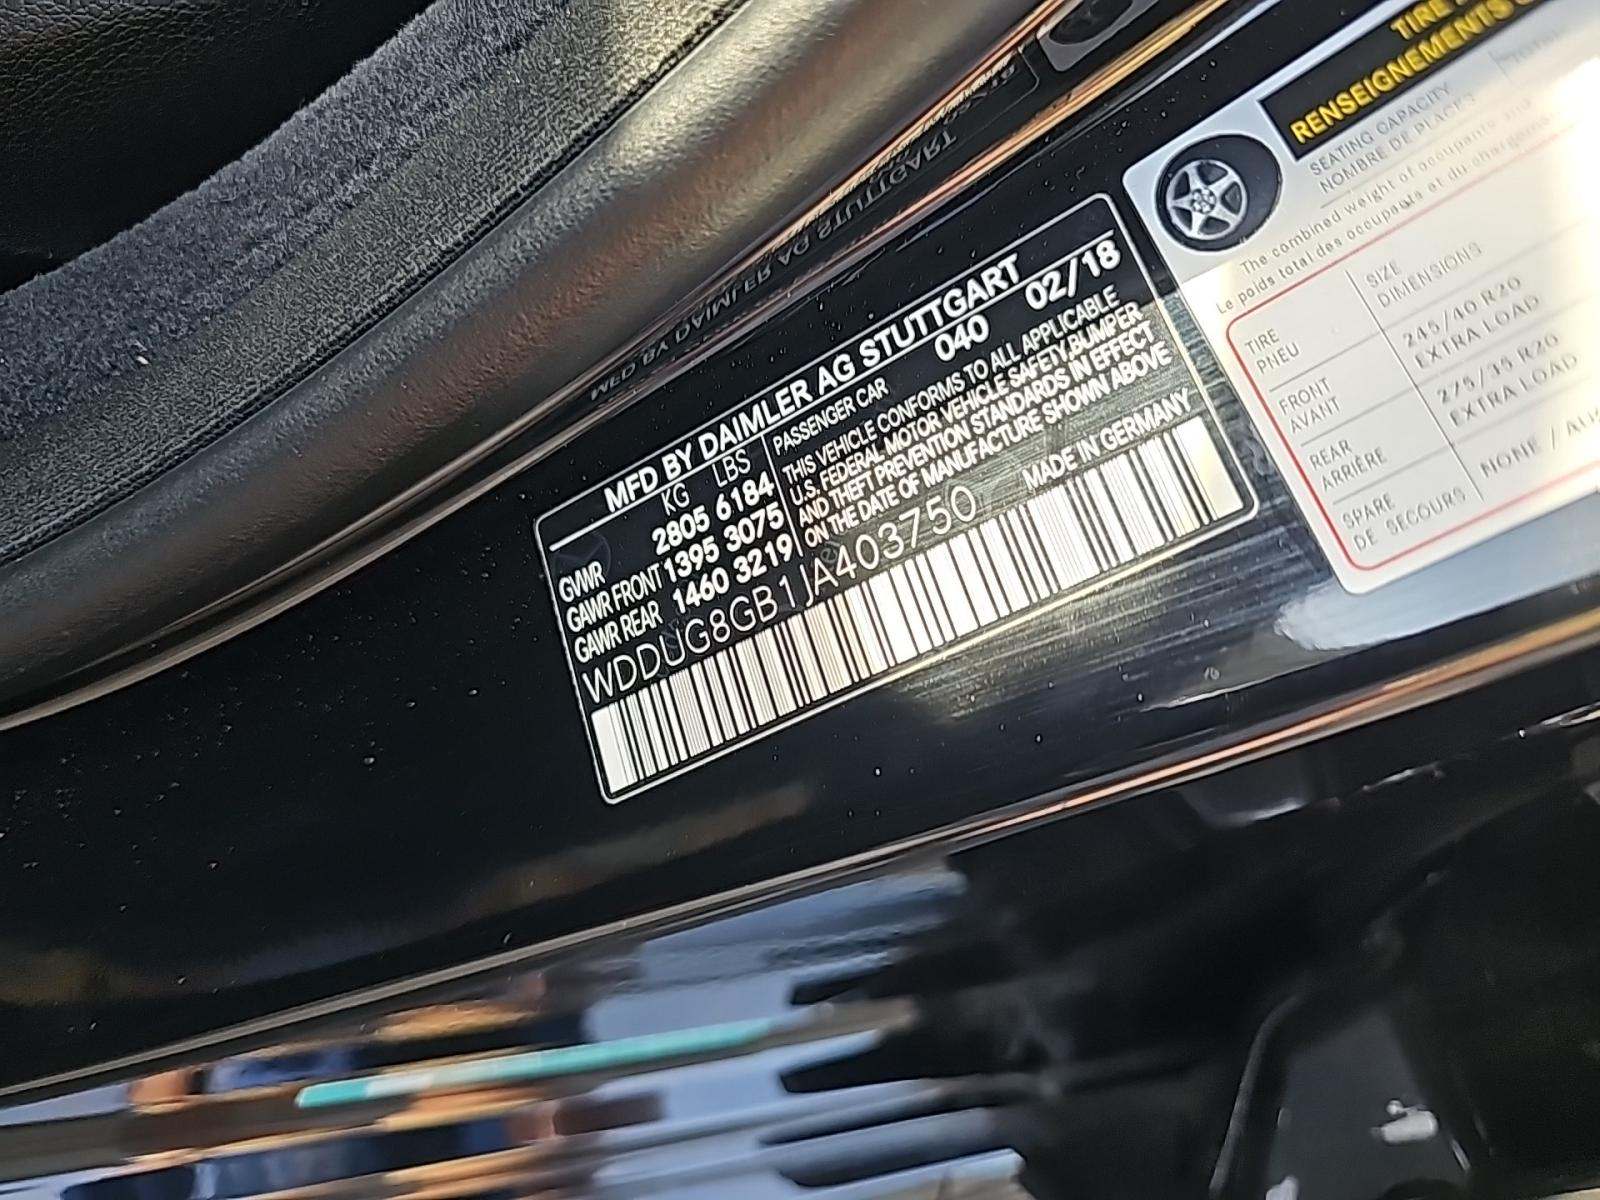 MFD BY DAIMLER AG STUTTGART
KG LBS
GVWR 2805 6184
GAWR FRONT 1395 3075
GAWR REAR 1460 3219
PASSENGER CAR 040 02/18
THIS VEHICLE CONFORMS TO ALL APPLICABLE
U.S. FEDERAL MOTOR VEHICLE SAFETY,BUMPER
AND THEFT PREVENTION STANDARDS IN EFFECT
ON THE DATE OF MANUFACTURE SHOWN ABOVE
WDDUG8GB1JA403750 MADE IN GERMANY
TIRE
RENSEIGNEMENTS
SEATING CAPACITY
NOMBRE DE PLACES
The combined weight of occupants and
Le poids total des occupants et du chargement
TIRE SIZE
PNEU DIMENSIONS
FRONT 245/40 R20
AVANT EXTRA LOAD
REAR 275/35 R20
ARRIÈRE EXTRA LOAD
SPARE NONE /
DE SECOURS